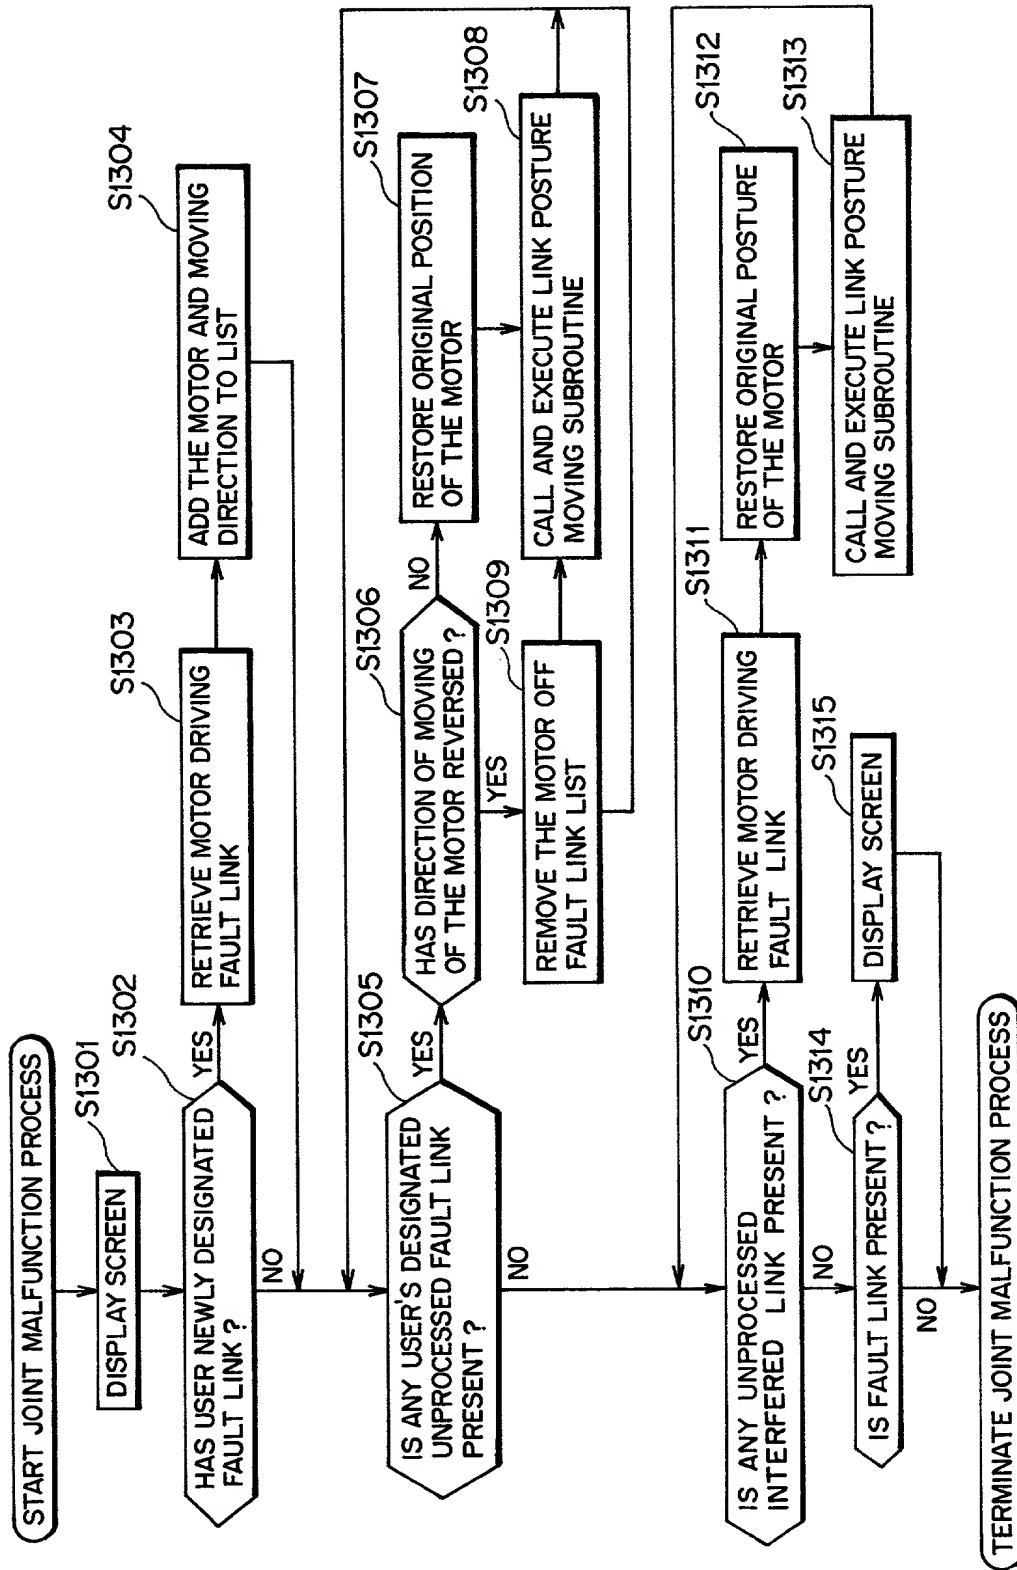 START JOINT MALFUNCTION PROCESS
DISPLAY SCREEN
S1301
HAS USER NEWLY DESIGNATED
FAULT LINK ?
S1302
YES
NO
RETRIEVE MOTOR DRIVING
FAULT LINK
S1303
ADD THE MOTOR AND MOVING
DIRECTION TO LIST
S1304
IS ANY USER'S DESIGNATED
UNPROCESSED FAULT LINK
PRESENT ?
S1305
YES
NO
HAS DIRECTION OF MOVING
OF THE MOTOR REVERSED ?
S1306
NO
YES
RESTORE ORIGINAL POSITION
OF THE MOTOR
S1307
CALL AND EXECUTE LINK POSTURE
MOVING SUBROUTINE
S1308
REMOVE THE MOTOR OFF
FAULT LINK LIST
S1309
IS ANY UNPROCESSED
INTERFERED LINK PRESENT ?
S1310
YES
NO
RETRIEVE MOTOR DRIVING
FAULT LINK
S1311
RESTORE ORIGINAL POSTURE
OF THE MOTOR
S1312
CALL AND EXECUTE LINK POSTURE
MOVING SUBROUTINE
S1313
IS FAULT LINK PRESENT ?
S1314
YES
NO
DISPLAY SCREEN
S1315
TERMINATE JOINT MALFUNCTION PROCESS